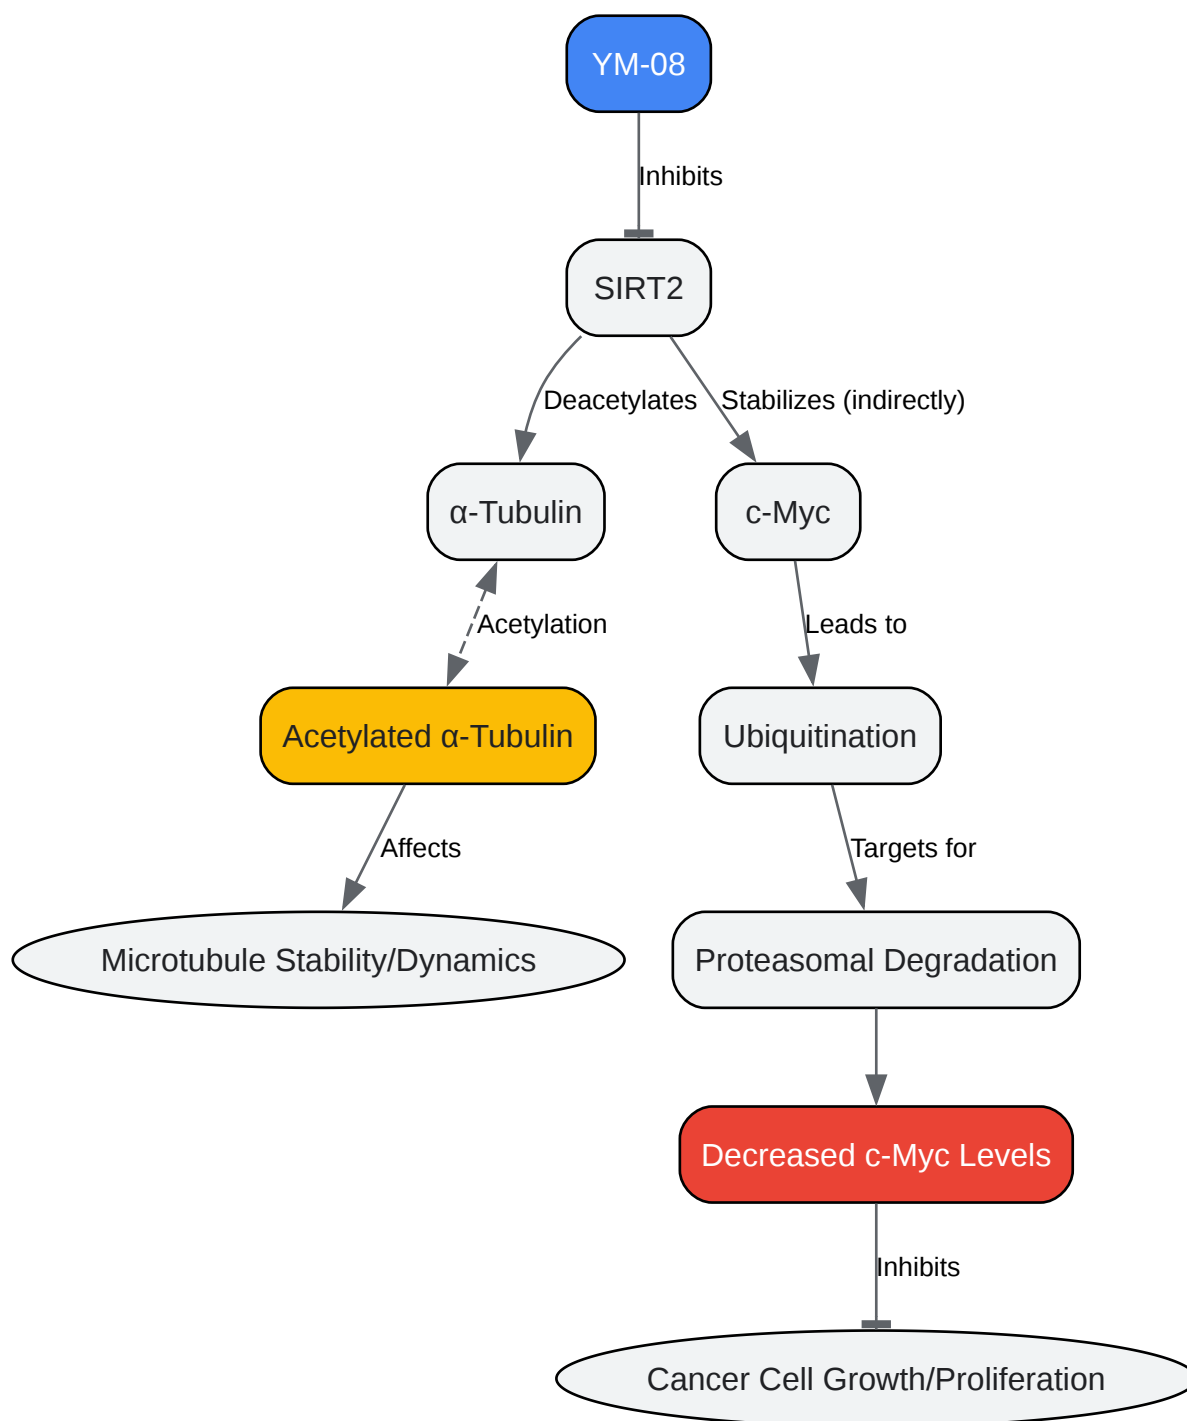 YM-08
Inhibits
SIRT2
Deacetylates
Stabilizes (indirectly)
α-Tubulin
c-Myc
Acetylation
Leads to
Acetylated α-Tubulin
Ubiquitination
Affects
Targets for
Microtubule Stability/Dynamics
Proteasomal Degradation
Decreased c-Myc Levels
Inhibits
Cancer Cell Growth/Proliferation